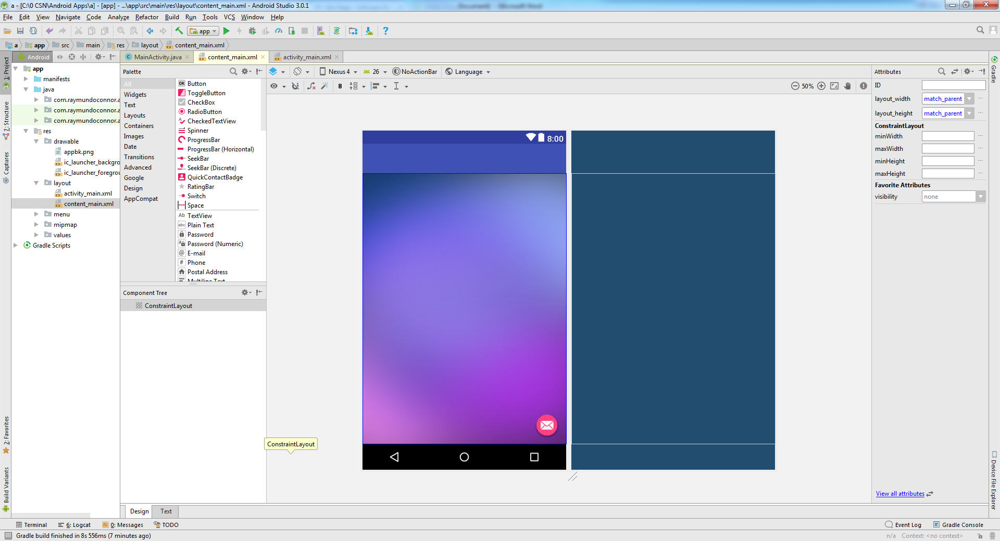 a - [C:\0 CSN\Android Apps\a] - [app] - ...\app\src\main\res\layout\content_main.xml - Android Studio 3.0.1
File Edit View Navigate Code Analyze Refactor Build Run Tools VCS Window Help
app
a app src main res layout content_main.xml
Android
MainActivity.java content_main.xml activity_main.xml
1: Project
7: Structure
Captures
2: Favorites
Build Variants
app
manifests
java
com.raymundoconnor.a
com.raymundoconnor.a
com.raymundoconnor.a
res
drawable
appbk.png
ic_launcher_backgro
ic_launcher_foregrou
layout
activity_main.xml
content_main.xml
menu
mipmap
values
Gradle Scripts
Palette
All
Widgets
Text
Layouts
Containers
Images
Date
Transitions
Advanced
Google
Design
AppCompat
OK Button
ToggleButton
CheckBox
RadioButton
CheckedTextView
Spinner
ProgressBar
ProgressBar (Horizontal)
SeekBar
SeekBar (Discrete)
QuickContactBadge
RatingBar
Switch
Space
Ab TextView
abc Plain Text
Password
Password (Numeric)
@ E-mail
# Phone
Postal Address
Multiline Text
Component Tree
ConstraintLayout
Nexus 4 26 NoActionBar Language
8
50%
8:00
ConstraintLayout
Design Text
Attributes
ID
layout_width match_parent ...
layout_height match_parent ...
ConstraintLayout
minWidth ...
maxWidth ...
minHeight ...
maxHeight ...
Favorite Attributes
visibility none
View all attributes
Gradle
Device File Explorer
Terminal 6: Logcat 0: Messages TODO
Event Log Gradle Console
Gradle build finished in 8s 556ms (7 minutes ago)
n/a Context: <no context>